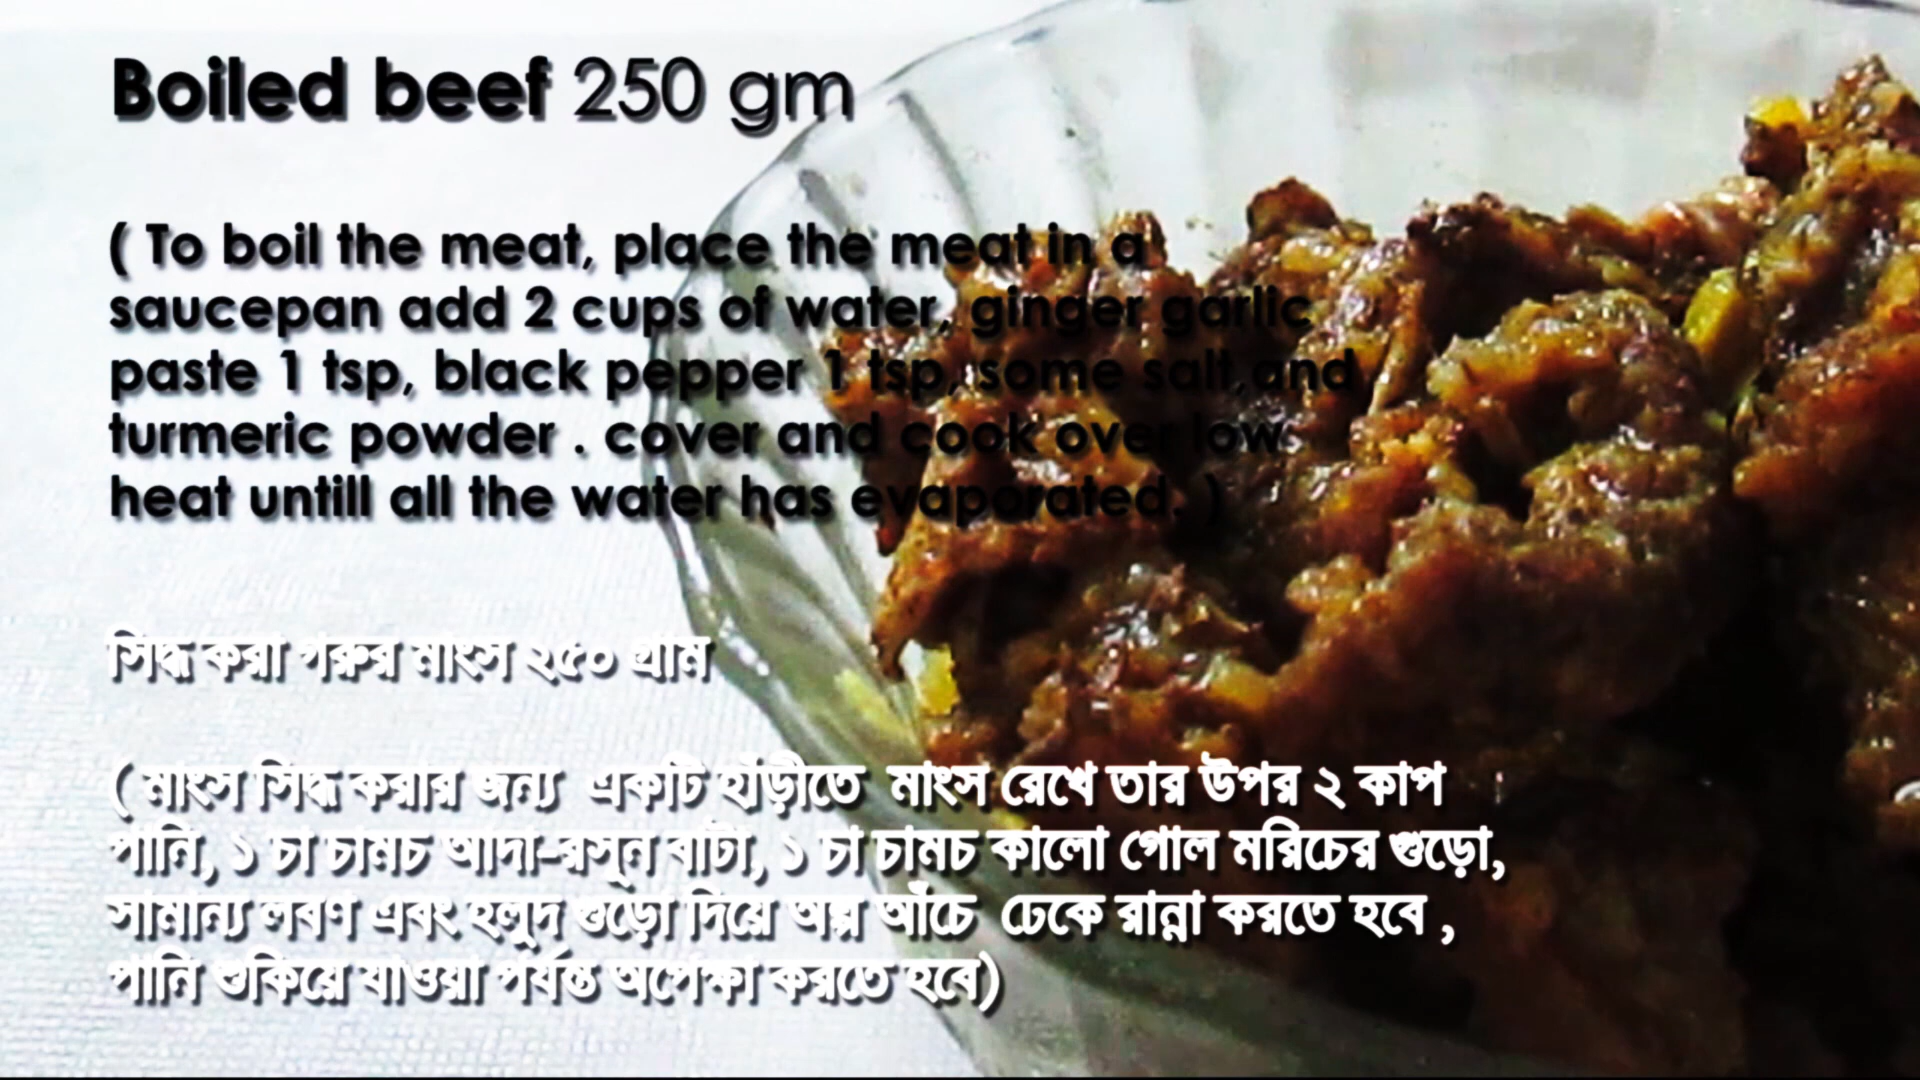 Boiled beef 250 gm
( To boil the meat, place the meat in a
saucepan add 2 cups of water, ginger garlic
paste 1 tsp, black pepper 1 tsp, some salt,and
turmeric powder . cover and cook over low
heat untill all the water has evaporated. )
সিদ্ধ করা গরুর মাংস ২৫০ গ্রাম
( মাংস সিদ্ধ করার জন্য একটি হাঁড়ীতে মাংস রেখে তার উপর ২ কাপ
পানি, ১ চা চামচ আদা-রসূন বাটা, ১ চা চামচ কালো গোল মরিচের গুড়ো,
সামান্য লবণ এবং হলুদ গুড়ো দিয়ে অল্প আঁচে ঢেকে রান্না করতে হবে ,
পানি শুকিয়ে যাওয়া পর্যন্ত অপেক্ষা করতে হবে)